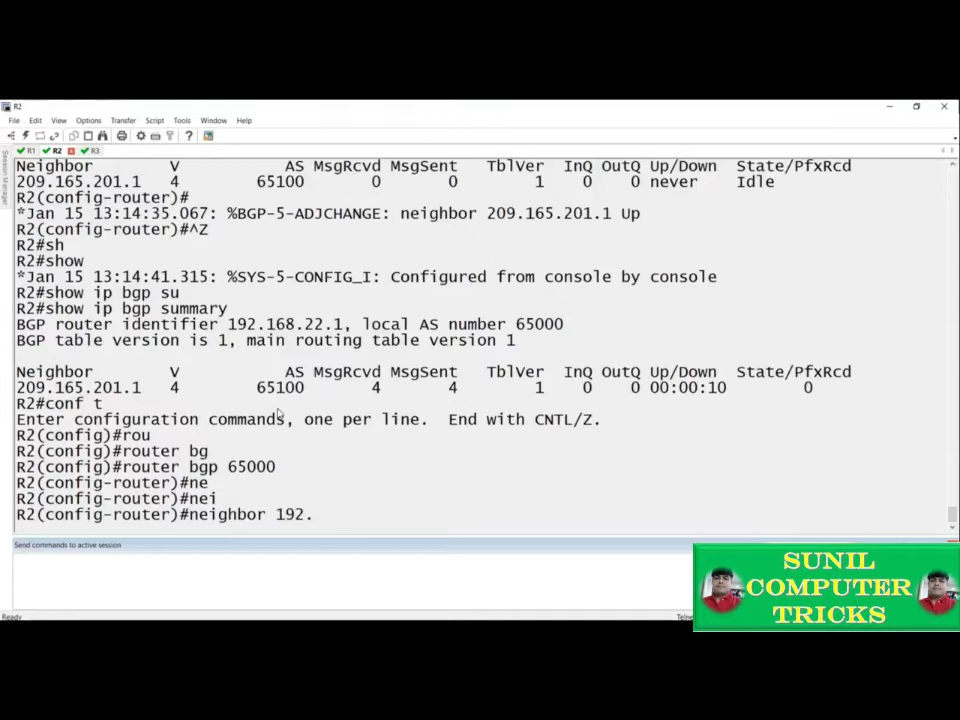 R2
File Edit View Options Transfer Script Tools Window Help
R1 R2 R3
Session Manager
Neighbor V AS MsgRcvd MsgSent TblVer InQ OutQ Up/Down State/PfxRcd
209.165.201.1 4 65100 0 0 1 0 0 never Idle
R2(config-router)#
*Jan 15 13:14:35.067: %BGP-5-ADJCHANGE: neighbor 209.165.201.1 Up
R2(config-router)#^Z
R2#sh
R2#show
*Jan 15 13:14:41.315: %SYS-5-CONFIG_I: Configured from console by console
R2#show ip bgp su
R2#show ip bgp summary
BGP router identifier 192.168.22.1, local AS number 65000
BGP table version is 1, main routing table version 1
Neighbor V AS MsgRcvd MsgSent TblVer InQ OutQ Up/Down State/PfxRcd
209.165.201.1 4 65100 4 4 1 0 0 00:00:10 0
R2#conf t
Enter configuration commands, one per line. End with CNTL/Z.
R2(config)#rou
R2(config)#router bg
R2(config)#router bgp 65000
R2(config-router)#ne
R2(config-router)#nei
R2(config-router)#neighbor 192.
Send commands to active session
SUNIL
COMPUTER
TRICKS
Ready